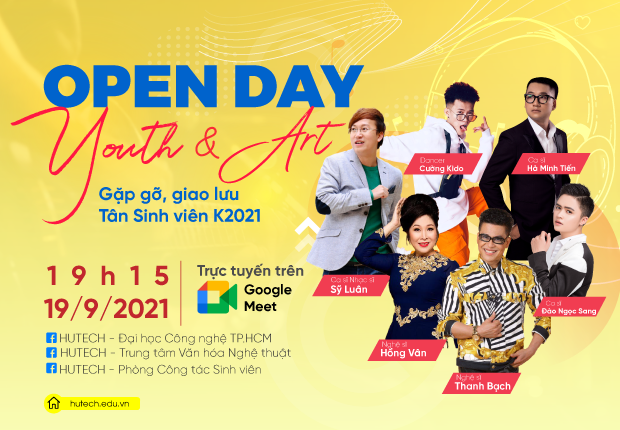 OPEN DAY
Youth & Art
Gặp gỡ, giao lưu
Tân Sinh viên K2021
19h15
19/9/2021
Trực tuyến trên
Google
Meet
HUTECH - Đại học Công nghệ TP.HCM
HUTECH - Trung tâm Văn hóa Nghệ thuật
HUTECH - Phòng Công tác Sinh viên
hutech.edu.vn
Dancer
Cường Kido
Ca sĩ
Hà Minh Tiến
Ca sĩ Nhạc sĩ
Sỹ Luân
Ca sĩ
Đào Ngọc Sang
Nghệ sĩ
Hồng Vân
Nghệ sĩ
Thanh Bạch